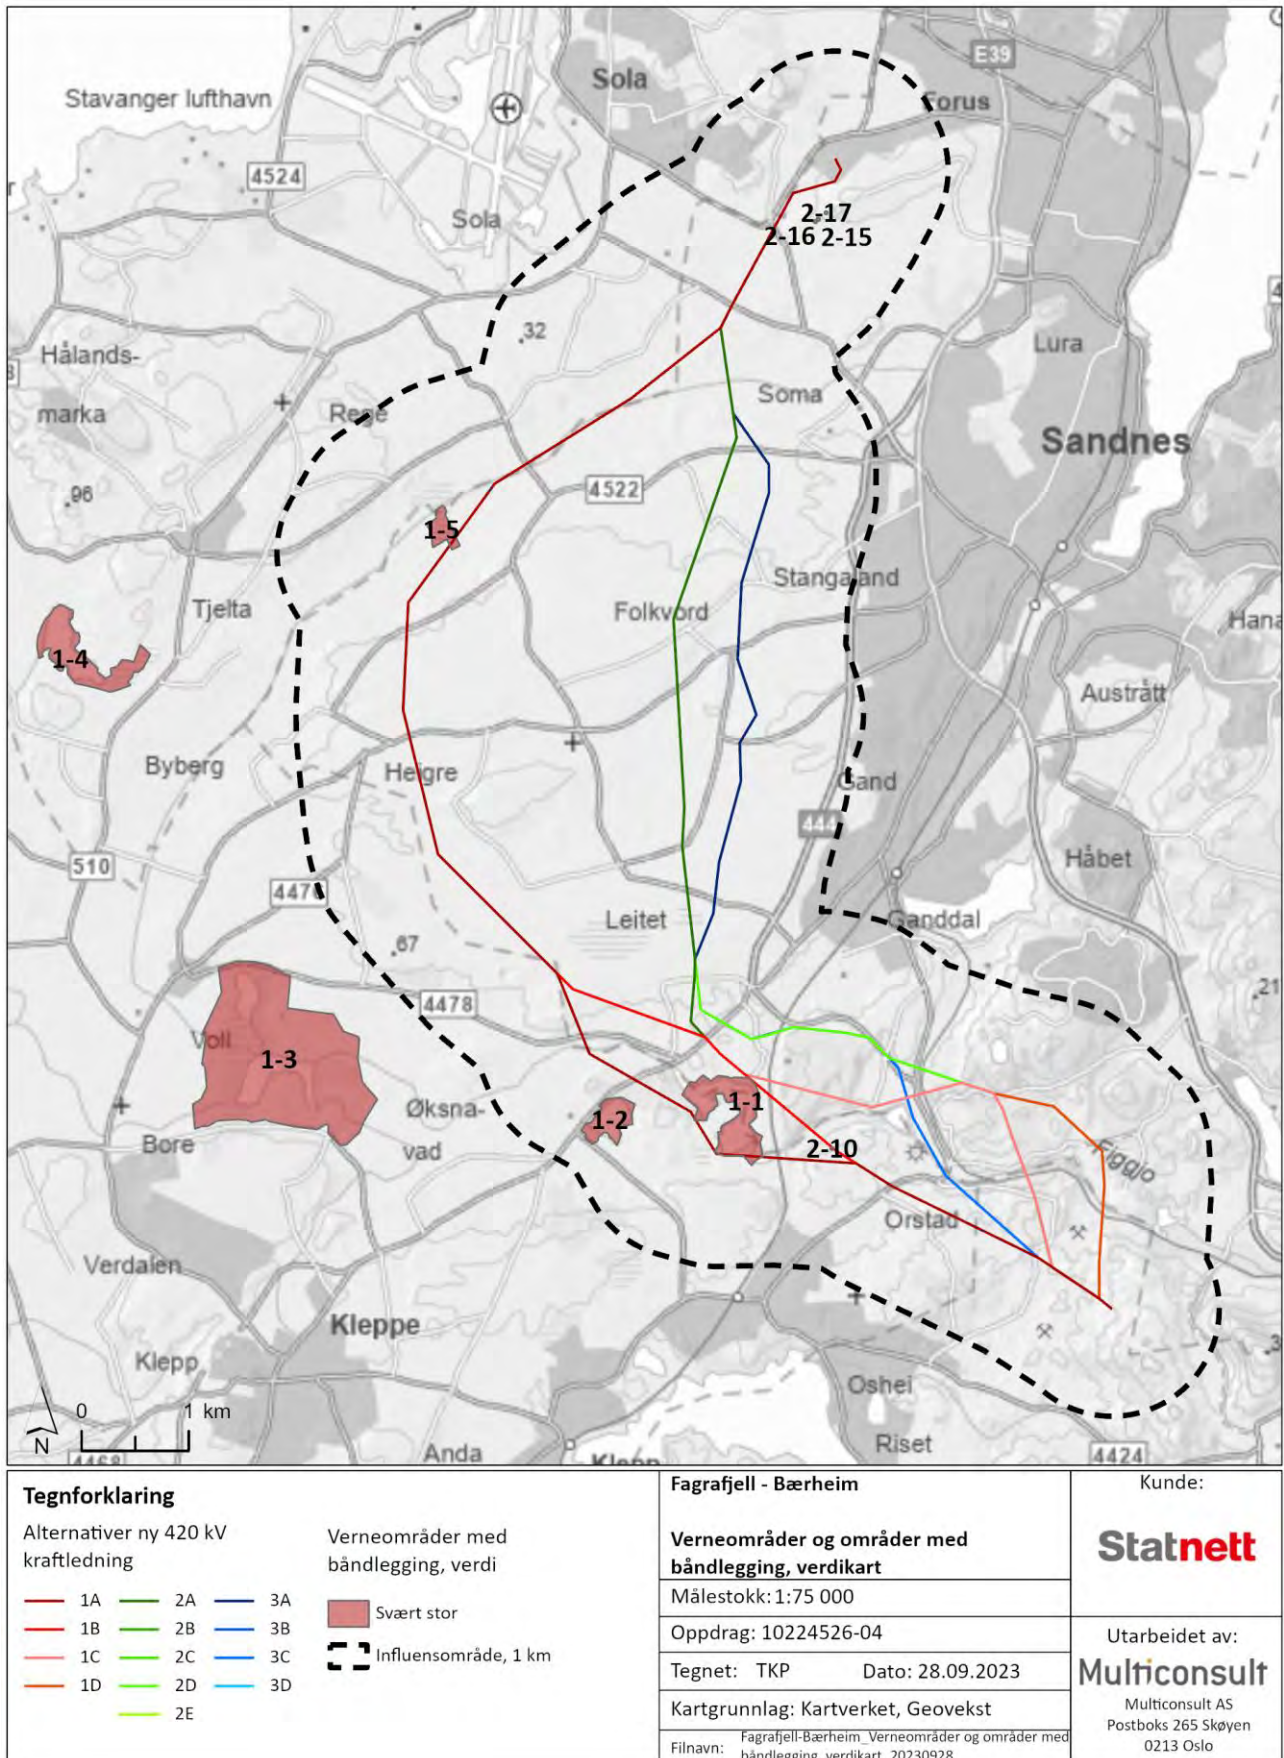 Sola
E39
Forus
Stavanger lufthavn
4524
Sola
2-17
2-16 2-15
32
Hålands-
marka
Rege
Lura
Soma
Sandnes
96
4522
1-5
Stangaland
Tjelta
Folkvord
1-4
Austrått
Byberg
Heigre
Gand
444
510
4476
Håbet
Leitet
Ganddal
67
4478
21
Voll
1-3
Øksna-
vad
1-2
1-1
2-10
Bore
Figgjo
Orstad
Verdalen
Kleppe
Klepp
Oshei
Riset
Anda
Klepp
4424
4468
0 1 km
N
Tegnforklaring
Alternativer ny 420 kV
kraftledning
1A 2A 3A
1B 2B 3B
1C 2C 3C
1D 2D 3D
2E
Verneområder med
båndlegging, verdi
Svært stor
Influensområde, 1 km
Fagrafjell - Bærheim
Verneområder og områder med
båndlegging, verdikart
Målestokk: 1:75 000
Oppdrag: 10224526-04
Tegnet: TKP Dato: 28.09.2023
Kartgrunnlag: Kartverket, Geovekst
Filnavn: Fagrafjell-Bærheim_Verneområder og områder med
båndlegging_verdikart_20230928
Kunde:
Statnett
Utarbeidet av:
Multiconsult
Multiconsult AS
Postboks 265 Skøyen
0213 Oslo